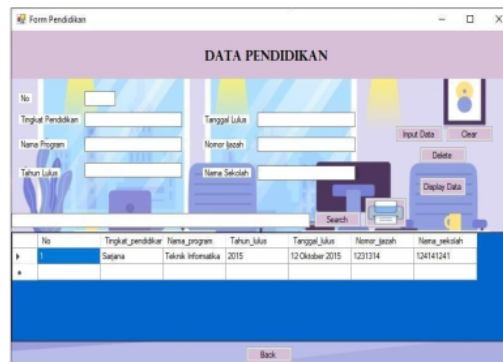 Form Pendidikan
DATA PENDIDIKAN
No
Tingkat Pendidikan
Tanggal Lulus
Input Data
Clear
Nama Program
Nomor Ijazah
Delete
Tahun Lulus
Nama Sekolah
Display Data
Search
No Tingkat_pendidikar Nama_program Tahun_lulus Tanggal_lulus Nomor_ijazah Nama_sekolah
1 Sarjana Teknik Informatika 2015 12 Oktober 2015 1231314 124141241
Back